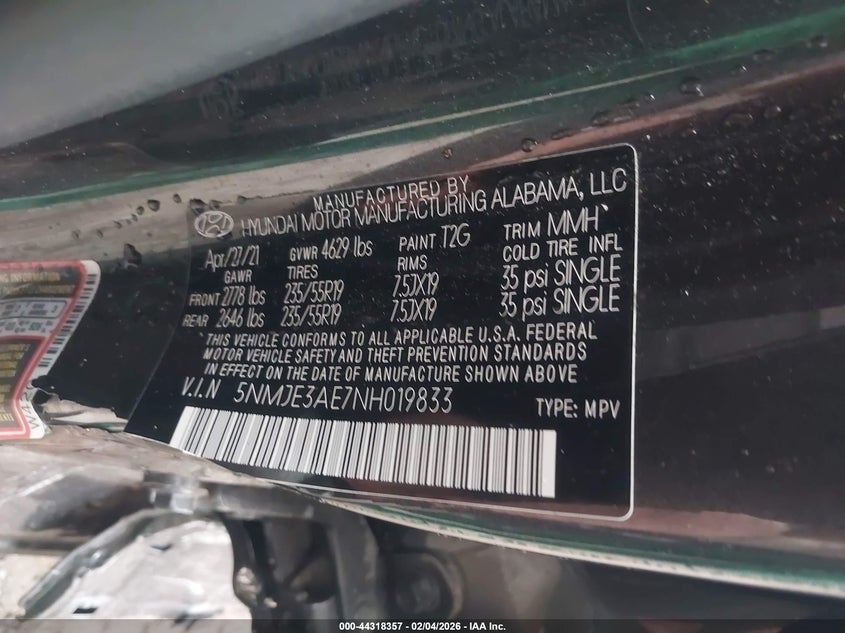 MANUFACTURED BY
HYUNDAI MOTOR MANUFACTURING ALABAMA, LLC
Apr/27/21 GVWR 4629 lbs PAINT T2G TRIM MMH
GAWR TIRES RIMS COLD TIRE INFL
FRONT 2778 lbs 235/55R19 7.5JX19 35 psi SINGLE
REAR 2646 lbs 235/55R19 7.5JX19 35 psi SINGLE
THIS VEHICLE CONFORMS TO ALL APPLICABLE U.S.A. FEDERAL
MOTOR VEHICLE SAFETY AND THEFT PREVENTION STANDARDS
IN EFFECT ON THE DATE OF MANUFACTURE SHOWN ABOVE
V.I.N 5NMJE3AE7NH019833 TYPE: MPV
000-44318357 - 02/04/2026 - IAA Inc.